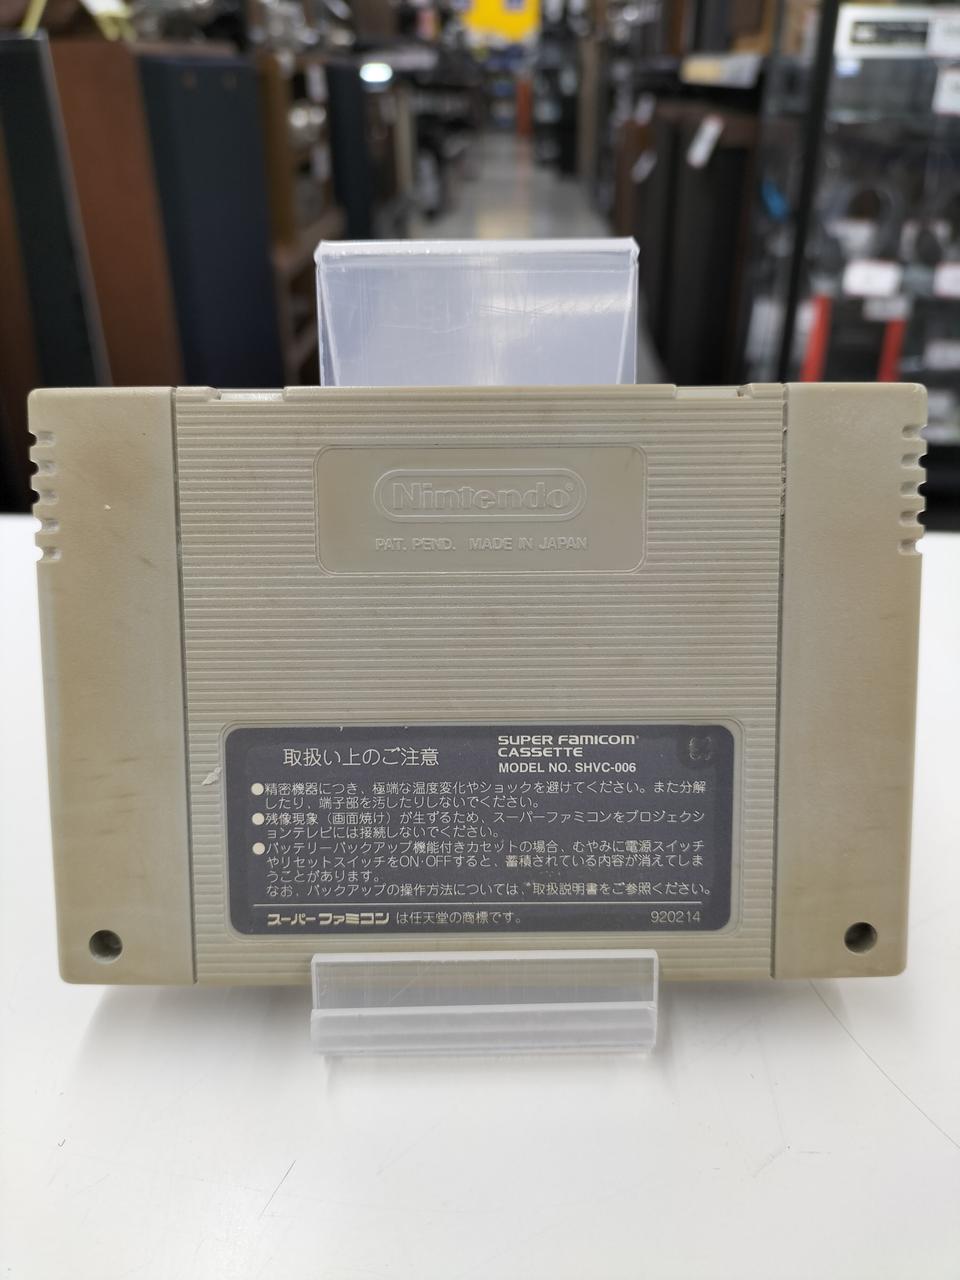 Nintendo®
PAT. PEND. MADE IN JAPAN
取扱い上のご注意
SUPER FAMICOM
CASSETTE
MODEL NO. SHVC-006
●精密機器につき、極端な温度変化やショックを避けてください。また分解
したり、端子部を汚したりしないでください。
●残像現象（画面焼け）が生ずるため、スーパーファミコンをプロジェクシ
ョンテレビには接続しないでください。
●バッテリーバックアップ機能付きカセットの場合、むやみに電源スイッチ
やリセットスイッチをON・OFFすると、蓄積されている内容が消えてしま
うことがあります。
なお、バックアップの操作方法については、取扱説明書をご参照ください。
スーパーファミコンは任天堂の商標です。
920214